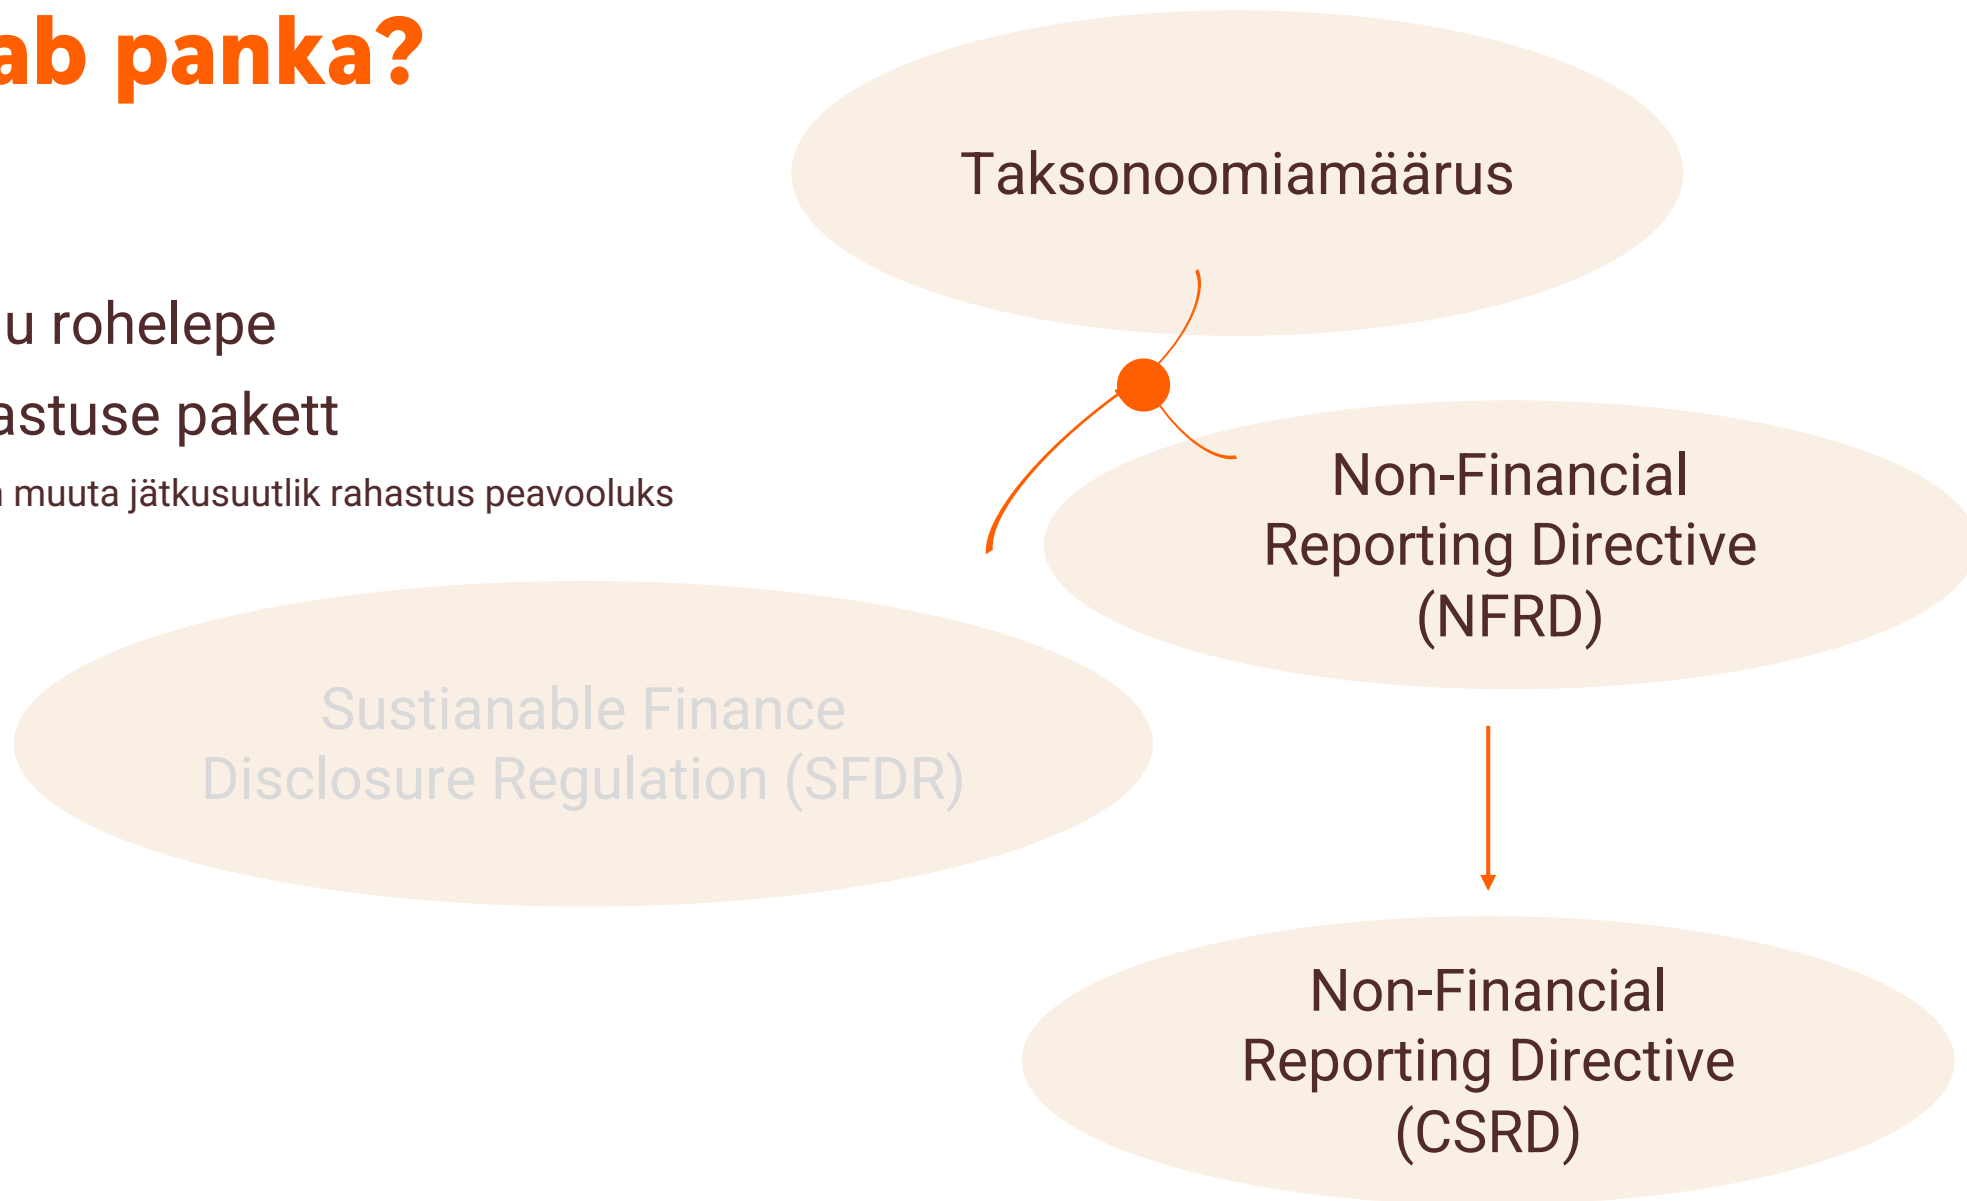 ab panka?
Taksonoomiamäärus
u rohelepe
astuse pakett
muuta jätkusuutlik rahastus peavooluks
Non-Financial
Reporting Directive
(NFRD)
Sustianable Finance
Disclosure Regulation (SFDR)
Non-Financial
Reporting Directive
(CSRD)